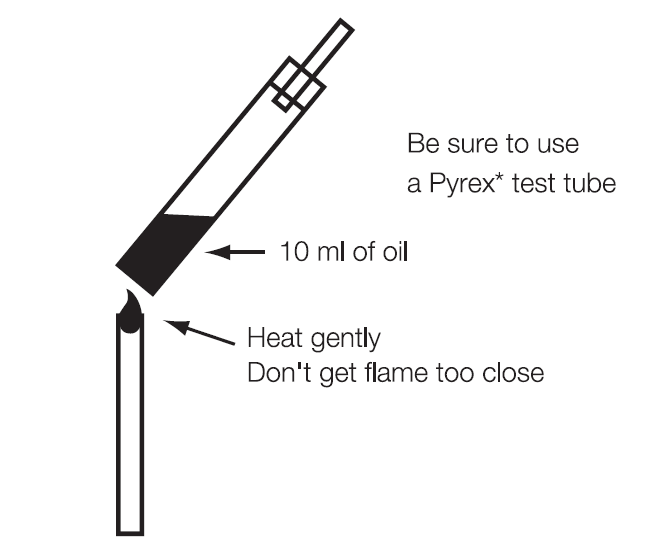 Be sure to use
a Pyrex* test tube
10 ml of oil
Heat gently
Don't get flame too close